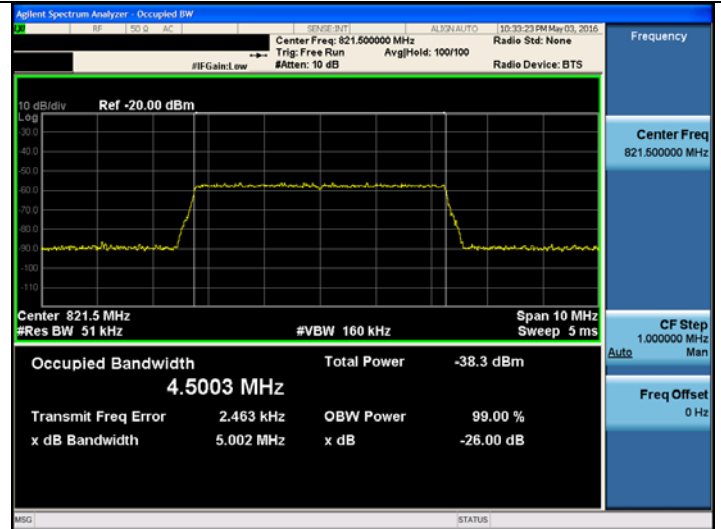 Agilent Spectrum Analyzer - Occupied BW
RF 50 Ω AC SENSE:INT ALIGN AUTO 10:33:23 PM May 03, 2016
Center Freq: 821.500000 MHz Radio Std: None
Trig: Free Run Avg|Hold: 100/100
#IFGain:Low #Atten: 10 dB Radio Device: BTS
10 dB/div Ref -20.00 dBm
Log
-30.0
-40.0
-50.0
-60.0
-70.0
-80.0
-90.0
-100
-110
Center 821.5 MHz Span 10 MHz
#Res BW 51 kHz #VBW 160 kHz Sweep 5 ms
Occupied Bandwidth Total Power -38.3 dBm
4.5003 MHz
Transmit Freq Error 2.463 kHz OBW Power 99.00 %
x dB Bandwidth 5.002 MHz x dB -26.00 dB
MSG STATUS
Frequency
Center Freq
821.500000 MHz
CF Step
1.000000 MHz
Auto Man
Freq Offset
0 Hz